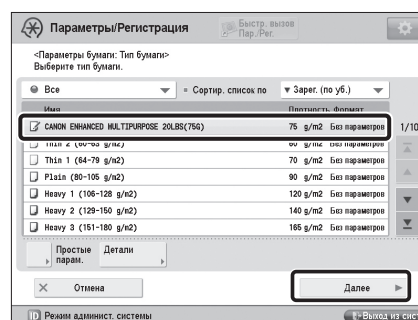 Параметры/Регистрация
Быстр. вызов
Пар./Рег.
<Параметры бумаги: Тип бумаги>
Выберите тип бумаги.
Все
Сортир. список по
Зарег. (по уб.)
Имя Плотность Формат
CANON ENHANCED MULTIPURPOSE 20LBS(75G) 75 g/m2 Без параметров 1/10
Thin 2 (60-63 g/m2) 60 g/m2 Без параметров
Thin 1 (64-79 g/m2) 70 g/m2 Без параметров
Plain (80-105 g/m2) 90 g/m2 Без параметров
Heavy 1 (106-128 g/m2) 120 g/m2 Без параметров
Heavy 2 (129-150 g/m2) 140 g/m2 Без параметров
Heavy 3 (151-180 g/m2) 165 g/m2 Без параметров
Простые
парам.
Детали
Отмена
Далее
ID Режим админист. системы
Выход из сист